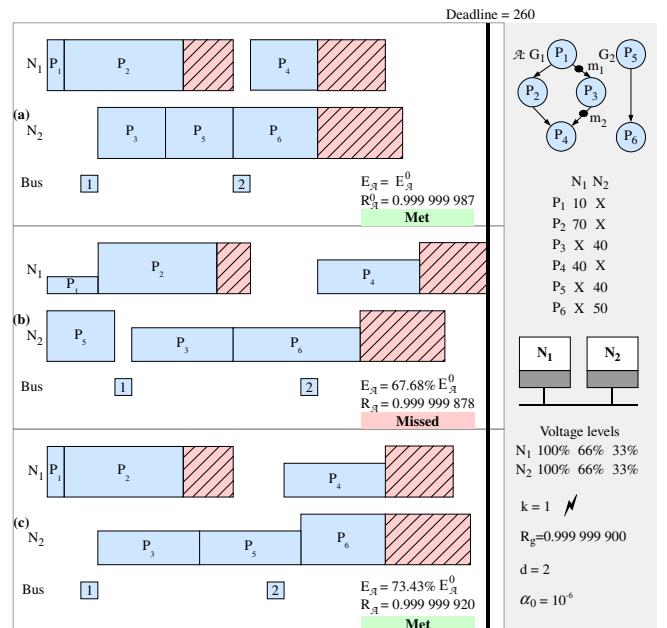 Deadline = 260
N1
P1
P2
P4
(a)
N2
P3
P5
P6
Bus
1
2
E𝒜 = E𝒜0
R𝒜0 = 0.999 999 987
Met
N1
P1
P2
P4
(b)
N2
P5
P3
P6
Bus
1
2
E𝒜 = 67.68% E𝒜0
R𝒜 = 0.999 999 878
Missed
N1
P1
P2
P4
(c)
N2
P3
P5
P6
Bus
1
2
E𝒜 = 73.43% E𝒜0
R𝒜 = 0.999 999 920
Met
𝒜: G1
P1
G2
P5
m1
P2
P3
m2
P4
P6
N1 N2
P1 10 X
P2 70 X
P3 X 40
P4 40 X
P5 X 40
P6 X 50
N1
N2
Voltage levels
N1 100% 66% 33%
N2 100% 66% 33%
k = 1
Rg=0.999 999 900
d = 2
α0 = 10-6